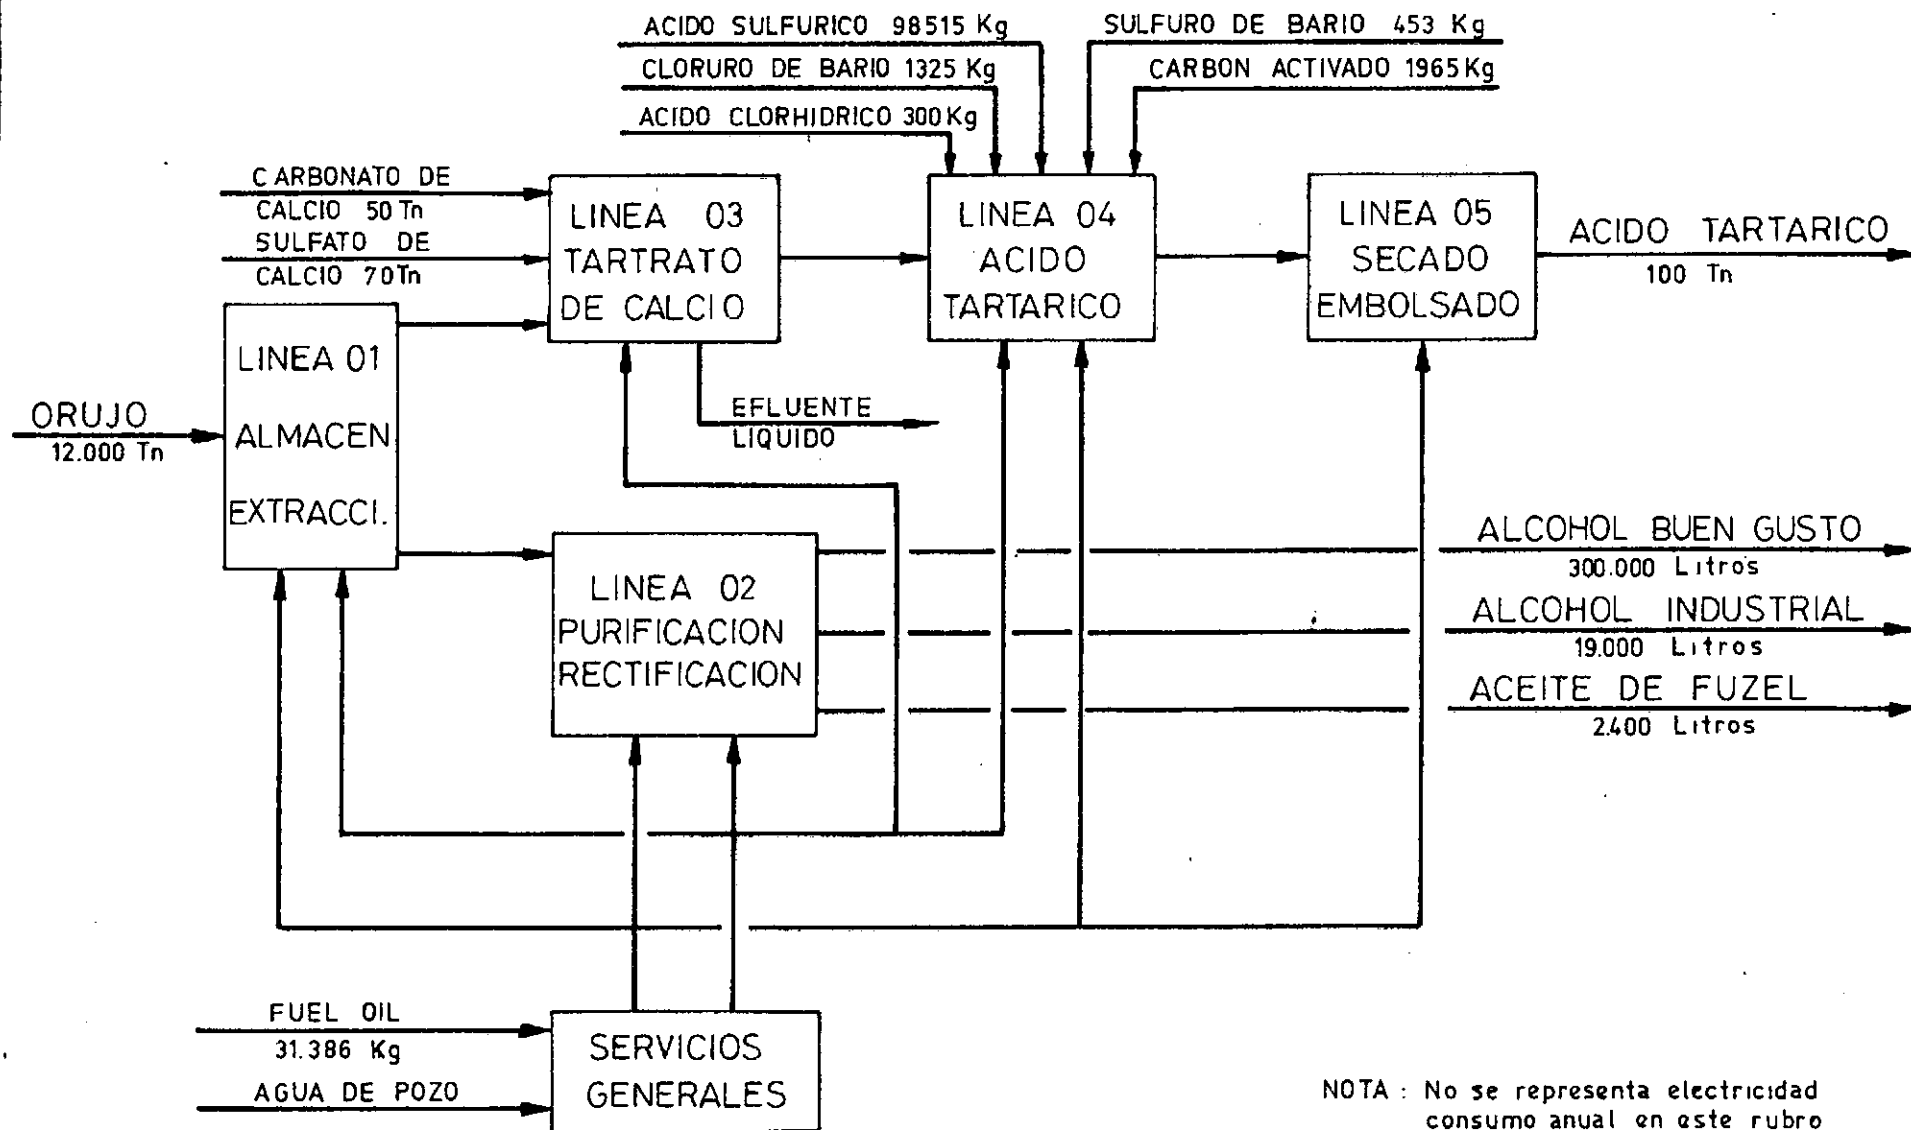 ACIDO SULFURICO 98515 Kg
CLORURO DE BARIO 1325 Kg
ACIDO CLORHIDRICO 300 Kg
SULFURO DE BARIO 453 Kg
CARBON ACTIVADO 1965 Kg
CARBONATO DE
CALCIO 50 Tn
SULFATO DE
CALCIO 70 Tn
LINEA 03
TARTRATO
DE CALCIO
LINEA 04
ACIDO
TARTARICO
LINEA 05
SECADO
EMBOLSADO
ACIDO TARTARICO
100 Tn
ORUJO
12.000 Tn
LINEA 01
ALMACEN
EXTRACCI.
EFLUENTE
LIQUIDO
LINEA 02
PURIFICACION
RECTIFICACION
ALCOHOL BUEN GUSTO
300.000 Litros
ALCOHOL INDUSTRIAL
19.000 Litros
ACEITE DE FUZEL
2.400 Litros
FUEL OIL
31.386 Kg
AGUA DE POZO
SERVICIOS
GENERALES
NOTA : No se representa electricidad
consumo anual en este rubro